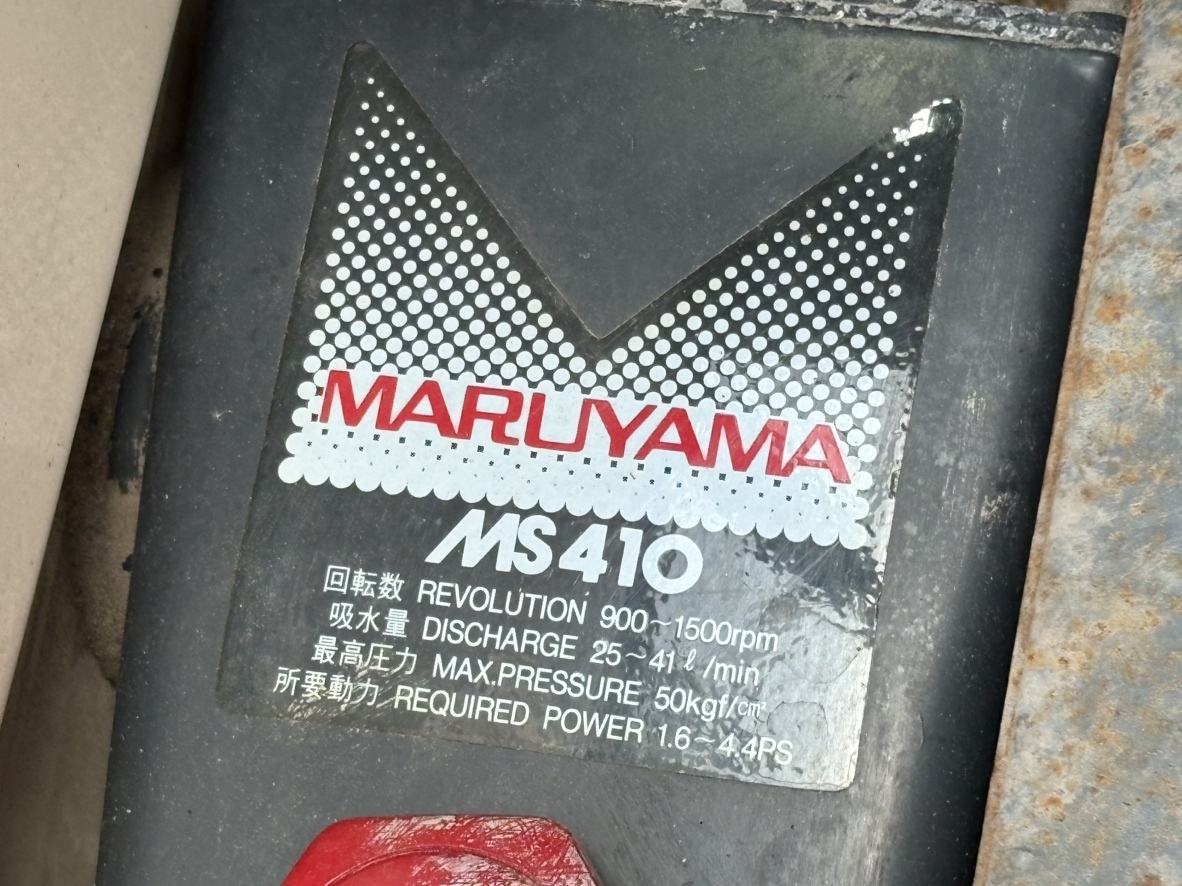 MARUYAMA
MS410
回転数 REVOLUTION 900~1500rpm
吸水量 DISCHARGE 25~41ℓ/min
最高圧力 MAX.PRESSURE 50kgf/cm²
所要動力 REQUIRED POWER 1.6~4.4PS